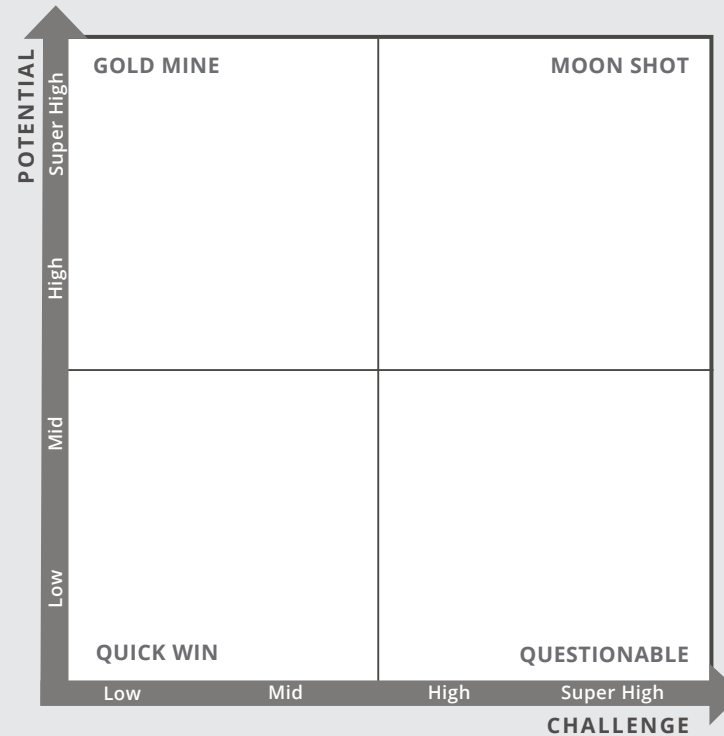 POTENTIAL
Super High
High
Mid
Low
GOLD MINE
MOON SHOT
QUICK WIN
QUESTIONABLE
Low
Mid
High
Super High
CHALLENGE